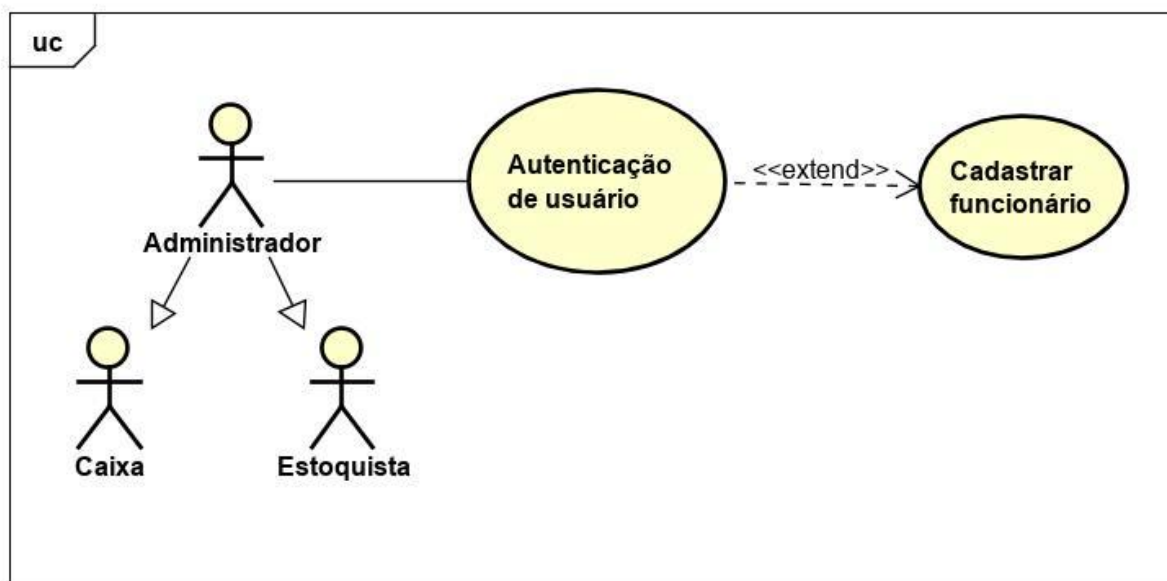 uc
Autenticação
de usuário
<<extend>>
Cadastrar
funcionário
Administrador
Caixa
Estoquista